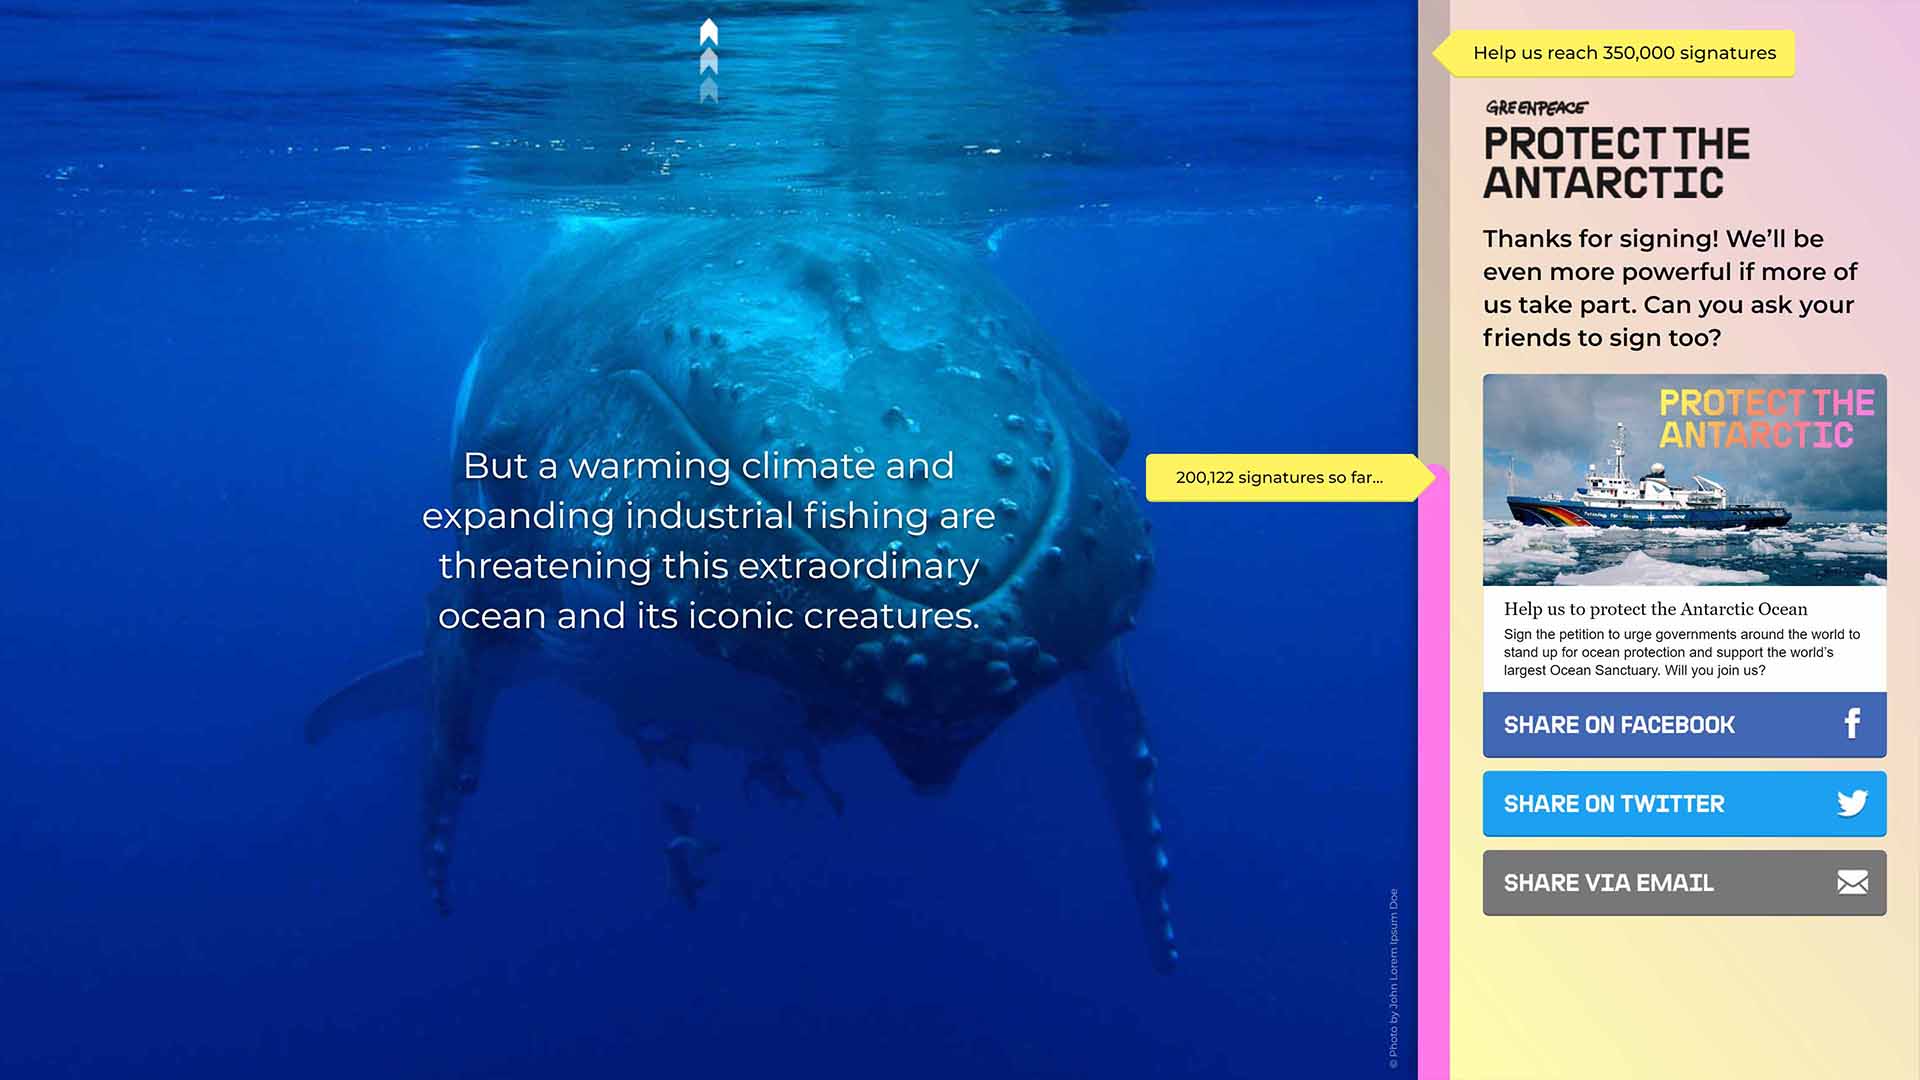 But a warming climate and
expanding industrial fishing are
threatening this extraordinary
ocean and its iconic creatures.
200,122 signatures so far...
© Photo by John Lorem Ipsum Doe
Help us reach 350,000 signatures
GREENPEACE
PROTECT THE
ANTARCTIC
Thanks for signing! We’ll be
even more powerful if more of
us take part. Can you ask your
friends to sign too?
PROTECT THE
ANTARCTIC
Help us to protect the Antarctic Ocean
Sign the petition to urge governments around the world to
stand up for ocean protection and support the world’s
largest Ocean Sanctuary. Will you join us?
SHARE ON FACEBOOK
SHARE ON TWITTER
SHARE VIA EMAIL